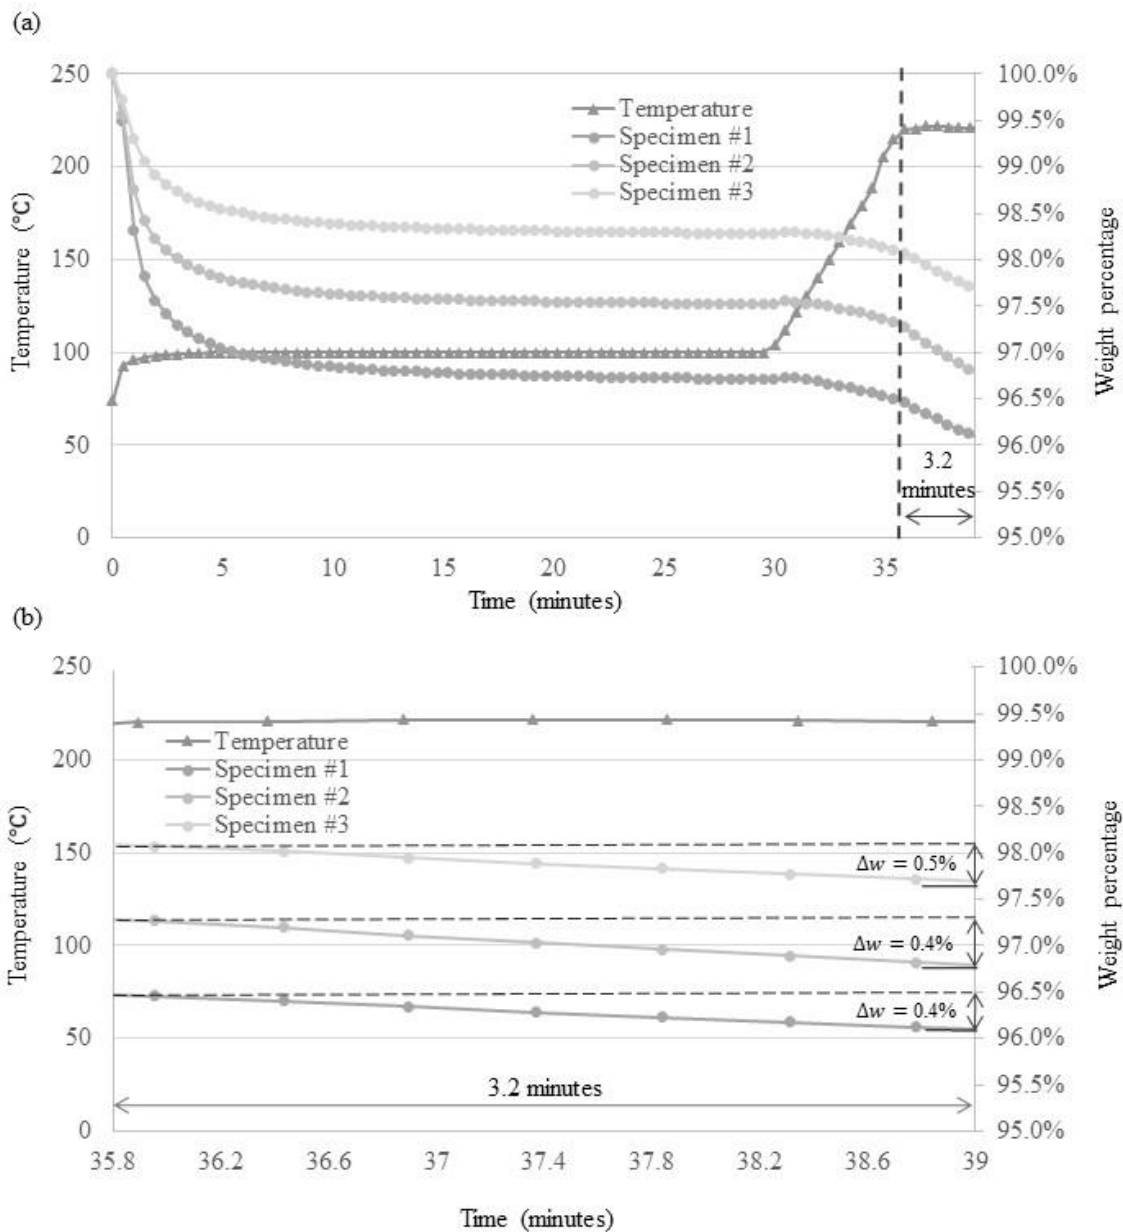 (a)
250
200
150
100
50
0
Temperature (°C)
Temperature
Specimen #1
Specimen #2
Specimen #3
100.0%
99.5%
99.0%
98.5%
98.0%
97.5%
97.0%
96.5%
96.0%
95.5%
95.0%
Weight percentage
3.2
minutes
0 5 10 15 20 25 30 35
Time (minutes)
(b)
250
200
150
100
50
0
Temperature (°C)
Temperature
Specimen #1
Specimen #2
Specimen #3
Δw = 0.5%
Δw = 0.4%
Δw = 0.4%
3.2 minutes
100.0%
99.5%
99.0%
98.5%
98.0%
97.5%
97.0%
96.5%
96.0%
95.5%
95.0%
Weight percentage
35.8 36.2 36.6 37 37.4 37.8 38.2 38.6 39
Time (minutes)